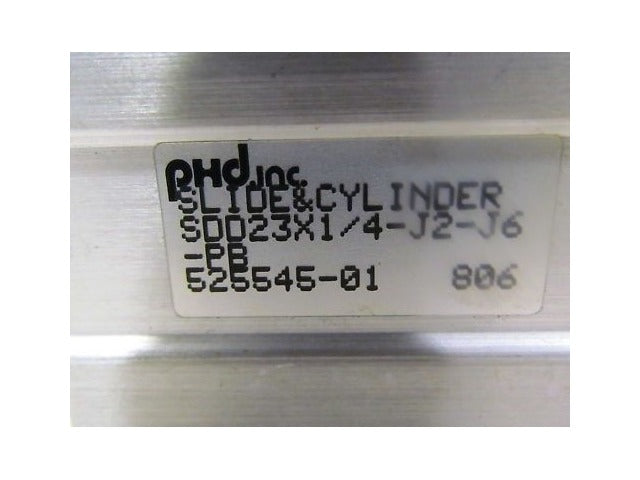 PHD INC.
SLIDE&CYLINDER
SDD23X1/4-J2-J6
-PB
525545-01 806